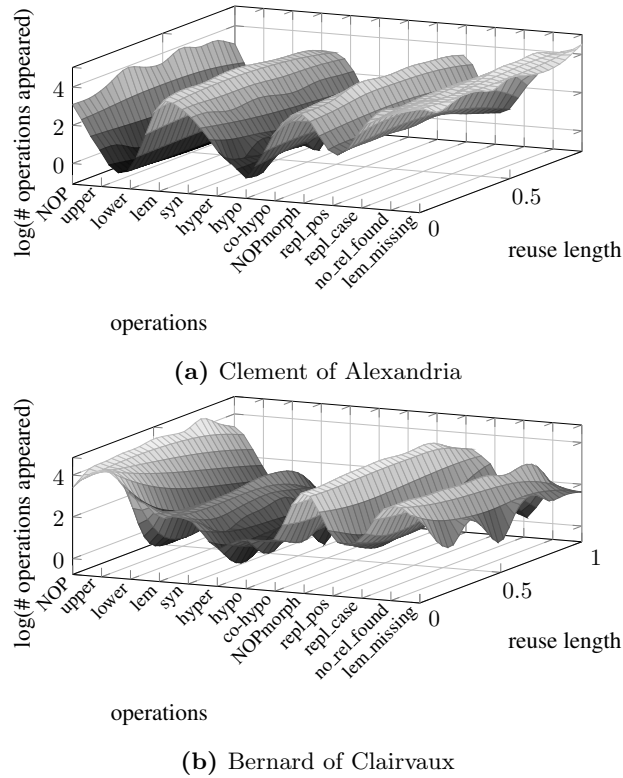 log(# operations appeared)
4
2
0
NOP
upper
lower
lem
syn
hyper
hypo
co-hypo
NOPmorph
repl_pos
repl_case
no_rel_found
lem_missing
0
0.5
reuse length
operations
(a) Clement of Alexandria
log(# operations appeared)
4
2
0
NOP
upper
lower
lem
syn
hyper
hypo
co-hypo
NOPmorph
repl_pos
repl_case
no_rel_found
lem_missing
0
0.5
1
reuse length
operations
(b) Bernard of Clairvaux